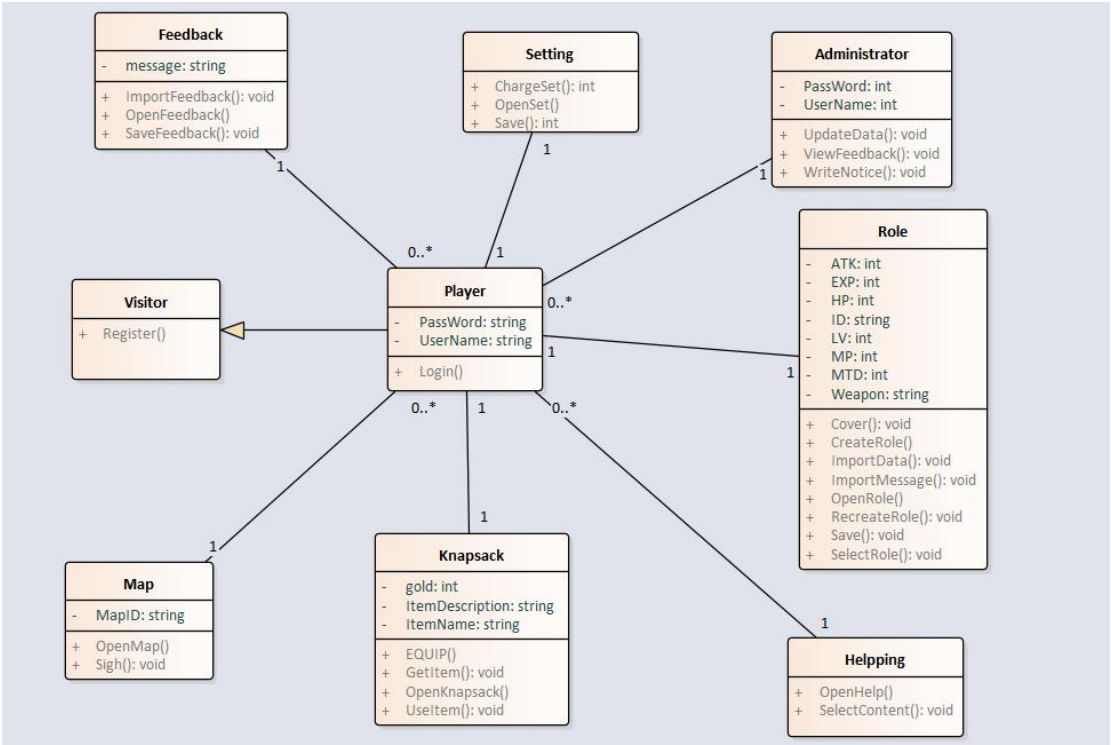 Feedback
- message: string
+ ImportFeedback(): void
+ OpenFeedback()
+ SaveFeedback(): void
Setting
+ ChargeSet(): int
+ OpenSet()
+ Save(): int
Administrator
- PassWord: int
- UserName: int
+ UpdateData(): void
+ ViewFeedback(): void
+ WriteNotice(): void
1
1
1
Role
- ATK: int
- EXP: int
- HP: int
- ID: string
- LV: int
- MP: int
- MTD: int
- Weapon: string
+ Cover(): void
+ CreateRole()
+ ImportData(): void
+ ImportMessage(): void
+ OpenRole()
+ RecreateRole(): void
+ Save(): void
+ SelectRole(): void
0..*
1
Visitor
+ Register()
Player
- PassWord: string
- UserName: string
+ Login()
0..*
1
1
0..*
1
0..*
1
1
Map
- MapID: string
+ OpenMap()
+ Sigh(): void
Knapsack
- gold: int
- ItemDescription: string
- ItemName: string
+ EQUIP()
+ GetItem(): void
+ OpenKnapsack()
+ UseItem(): void
1
Helpping
+ OpenHelp()
+ SelectContent(): void